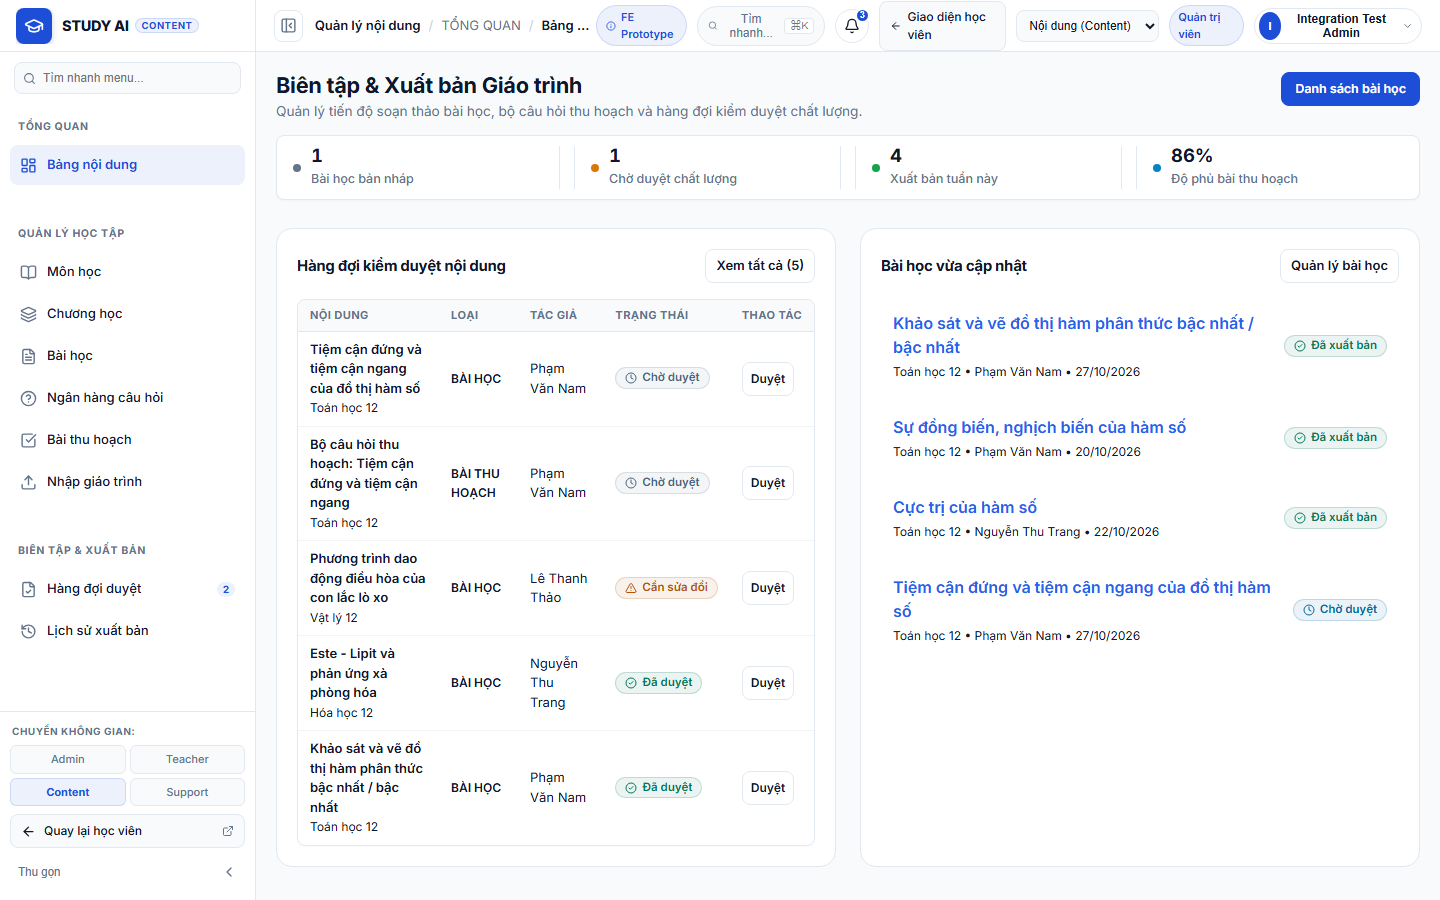 STUDY AI CONTENT
Tìm nhanh menu...
TỔNG QUAN
Bảng nội dung
QUẢN LÝ HỌC TẬP
Môn học
Chương học
Bài học
Ngân hàng câu hỏi
Bài thu hoạch
Nhập giáo trình
BIÊN TẬP & XUẤT BẢN
Hàng đợi duyệt 2
Lịch sử xuất bản
CHUYỂN KHÔNG GIAN:
Admin Teacher
Content Support
Quay lại học viên
Thu gọn
Quản lý nội dung / TỔNG QUAN / Bảng ...
FE
Prototype
Tìm
nhanh...
⌘K
3
Giao diện học
viên
Nội dung (Content)
Quản trị
viên
I
Integration Test
Admin
Biên tập & Xuất bản Giáo trình
Quản lý tiến độ soạn thảo bài học, bộ câu hỏi thu hoạch và hàng đợi kiểm duyệt chất lượng.
Danh sách bài học
1
Bài học bản nháp
1
Chờ duyệt chất lượng
4
Xuất bản tuần này
86%
Độ phủ bài thu hoạch
Hàng đợi kiểm duyệt nội dung
Xem tất cả (5)
NỘI DUNG LOẠI TÁC GIẢ TRẠNG THÁI THAO TÁC
Tiệm cận đứng và
tiệm cận ngang
của đồ thị hàm số
Toán học 12
BÀI HỌC
Phạm
Văn Nam
Chờ duyệt
Duyệt
Bộ câu hỏi thu
hoạch: Tiệm cận
đứng và tiệm cận
ngang
Toán học 12
BÀI THU
HOẠCH
Phạm
Văn Nam
Chờ duyệt
Duyệt
Phương trình dao
động điều hòa của
con lắc lò xo
Vật lý 12
BÀI HỌC
Lê Thanh
Thảo
Cần sửa đổi
Duyệt
Este - Lipit và
phản ứng xà
phòng hóa
Hóa học 12
BÀI HỌC
Nguyễn
Thu
Trang
Đã duyệt
Duyệt
Khảo sát và vẽ đồ
thị hàm phân thức
bậc nhất / bậc
nhất
Toán học 12
BÀI HỌC
Phạm
Văn Nam
Đã duyệt
Duyệt
Bài học vừa cập nhật
Quản lý bài học
Khảo sát và vẽ đồ thị hàm phân thức bậc nhất /
bậc nhất
Toán học 12 • Phạm Văn Nam • 27/10/2026
Đã xuất bản
Sự đồng biến, nghịch biến của hàm số
Toán học 12 • Phạm Văn Nam • 20/10/2026
Đã xuất bản
Cực trị của hàm số
Toán học 12 • Nguyễn Thu Trang • 22/10/2026
Đã xuất bản
Tiệm cận đứng và tiệm cận ngang của đồ thị hàm
số
Toán học 12 • Phạm Văn Nam • 27/10/2026
Chờ duyệt